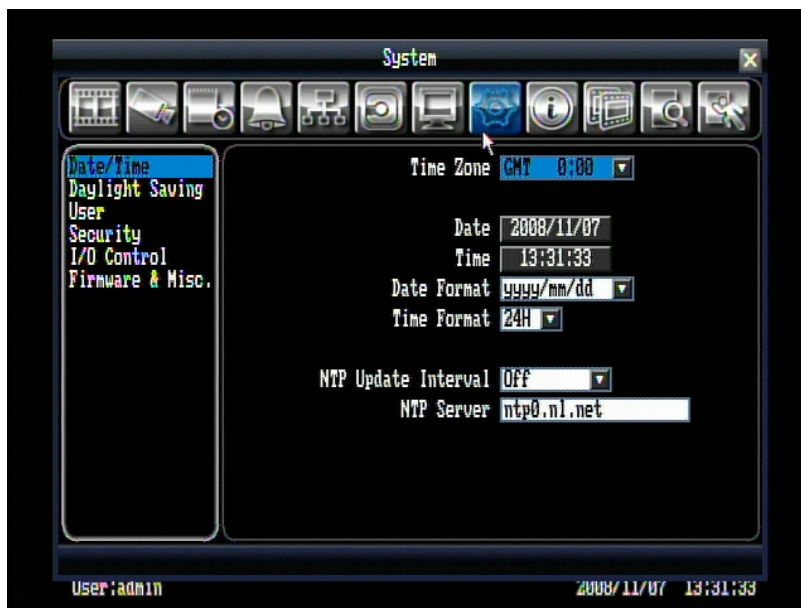 System
Date/Time
Daylight Saving
User
Security
I/O Control
Firmware & Misc.
Time Zone GMT 0:00
Date 2008/11/07
Time 13:31:33
Date Format yyyy/mm/dd
Time Format 24H
NTP Update Interval Off
NTP Server ntp0.nl.net
User:admin 2008/11/07 13:31:33